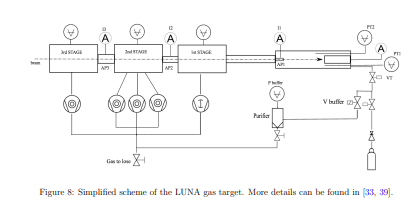 I3 I2 I1 PT2
A A A A
3rd STAGE 2nd STAGE 1st STAGE
beam AP3 AP2 AP1 PT1
VT
P buffer
V buffer
Purifier
Gas to lose
Figure 8: Simplified scheme of the LUNA gas target. More details can be found in [33, 39].